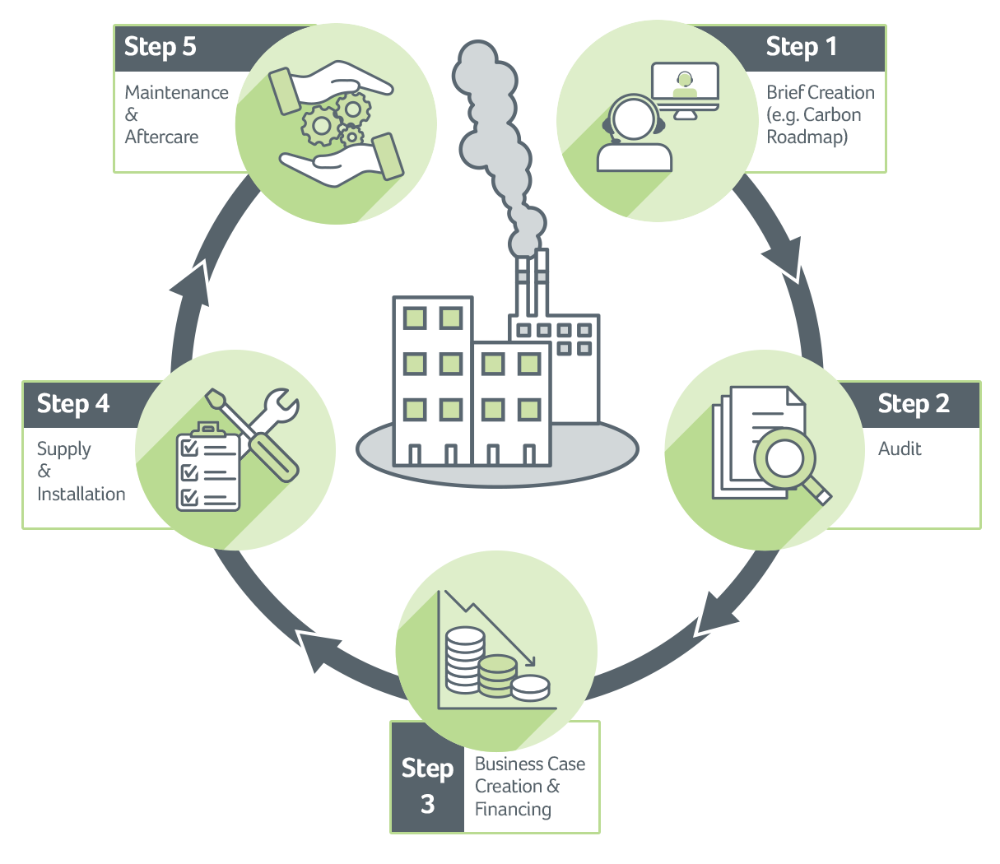 Step 1
Brief Creation
(e.g. Carbon
Roadmap)
Step 2
Audit
Step
3
Business Case
Creation &
Financing
Step 4
Supply
&
Installation
Step 5
Maintenance
&
Aftercare